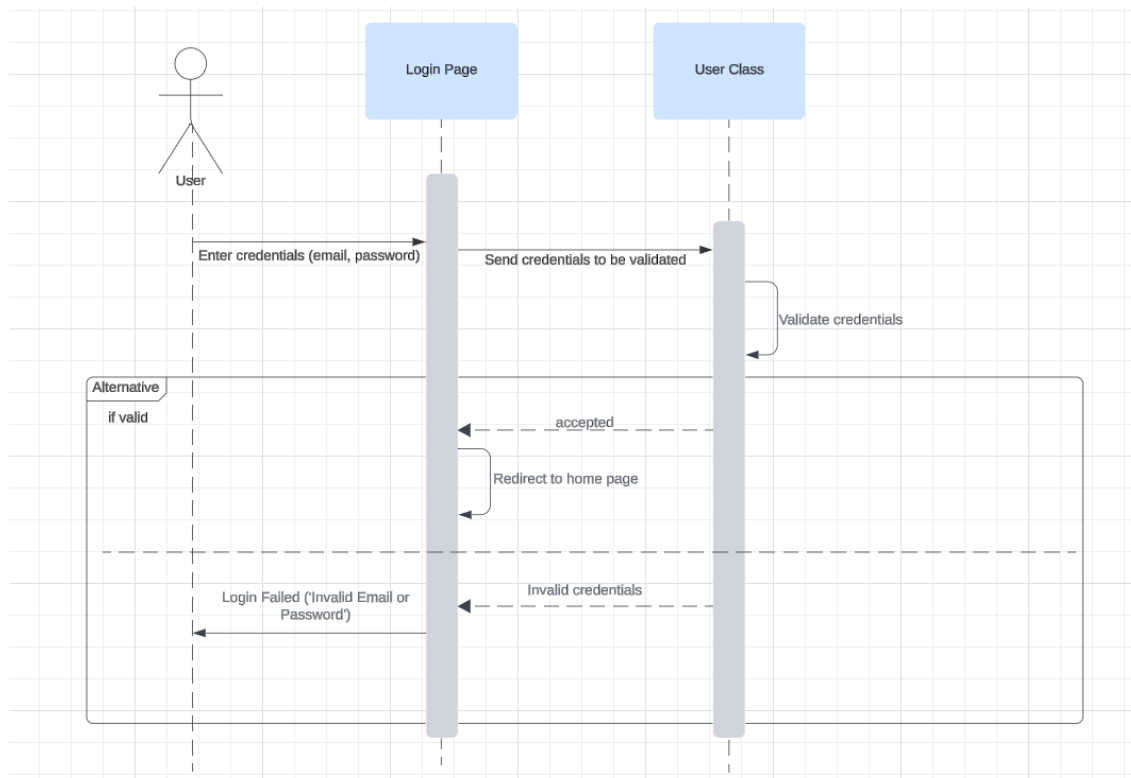 Login Page
User Class
User
Enter credentials (email, password)
Send credentials to be validated
Validate credentials
Alternative
if valid
accepted
Redirect to home page
Invalid credentials
Login Failed ('Invalid Email or
Password')